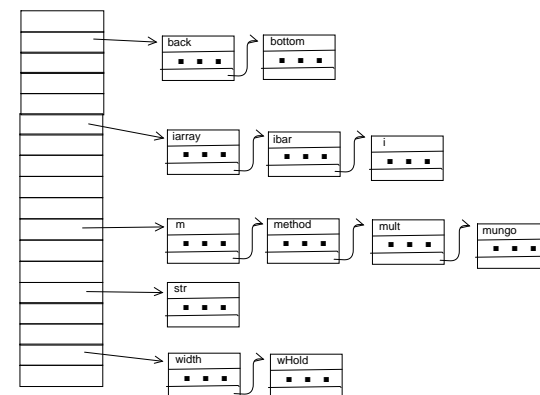 back bottom
iarray ibar i
m method mult mungo
str
width wHold